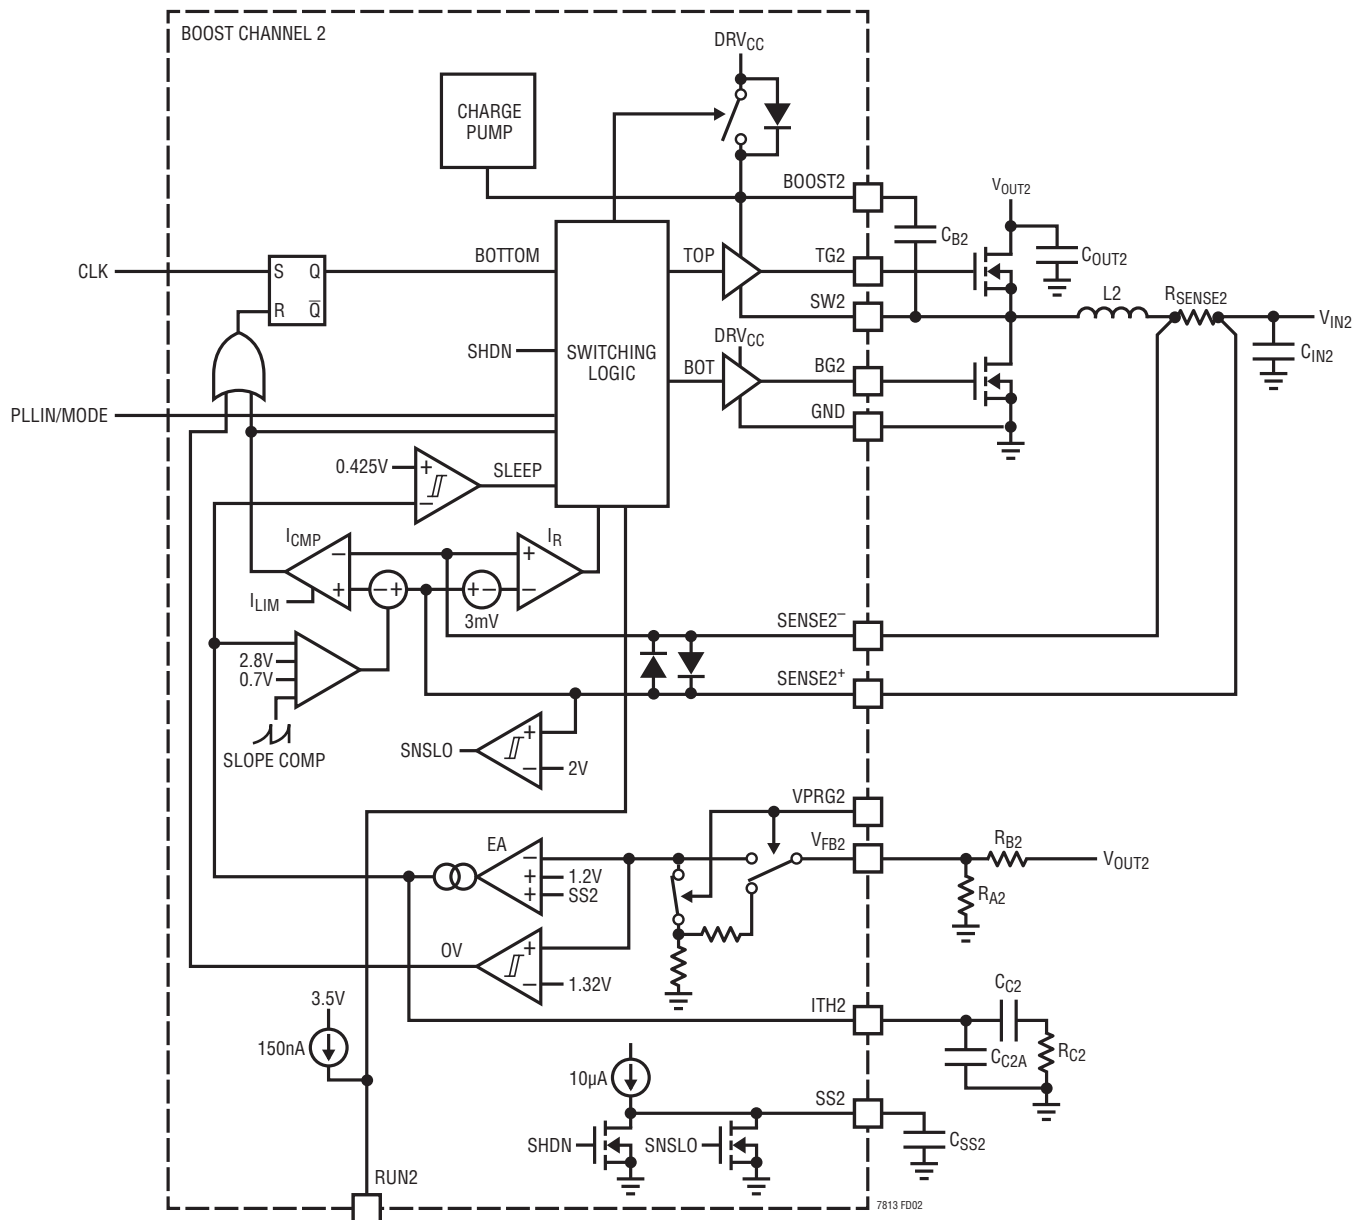 BOOST CHANNEL 2
DRVCC
CHARGE
PUMP
BOOST2
VOUT2
CB2
COUT2
CLK
S Q
R Q̅
BOTTOM
TOP
TG2
SW2
L2
RSENSE2
VIN2
CIN2
SHDN
SWITCHING
LOGIC
DRVCC
BOT
BG2
GND
PLLIN/MODE
0.425V
+
−
SLEEP
ICMP
−
+
− +
+ −
3mV
IR
+
−
ILIM
SENSE2−
2.8V
0.7V
SENSE2+
SLOPE COMP
SNSLO
+
−
2V
VPRG2
EA
−
+
+
1.2V
SS2
VFB2
RB2
VOUT2
RA2
OV
+
−
1.32V
3.5V
150nA
ITH2
CC2
CC2A
RC2
10µA
SS2
CSS2
SHDN
SNSLO
RUN2
7813 FD02